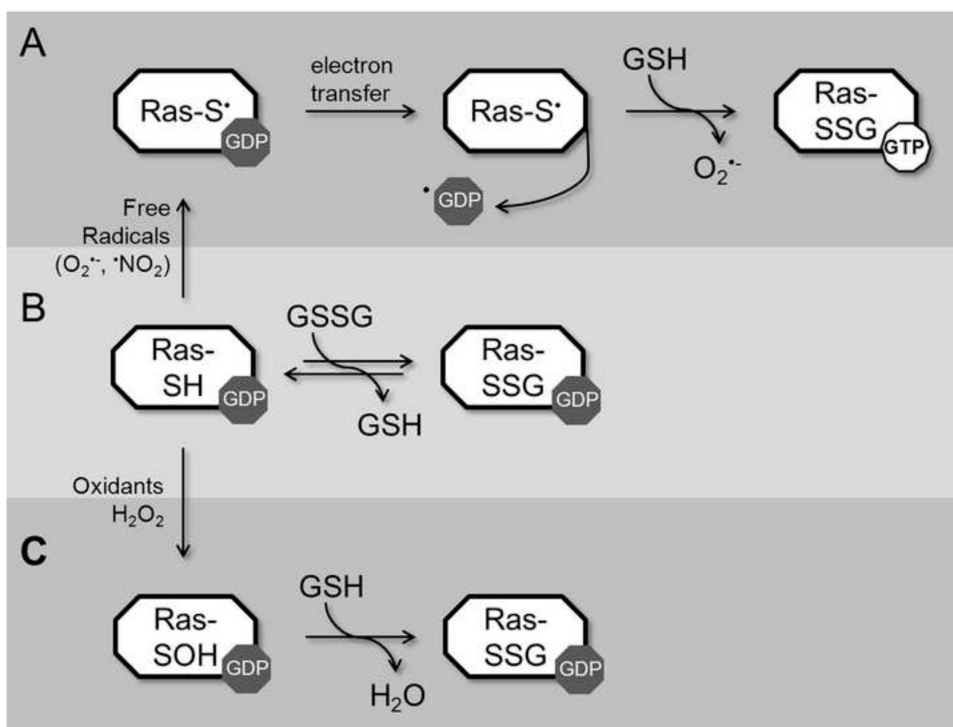 A
Ras-S•
GDP
electron
transfer
Ras-S•
•GDP
GSH
O₂•-
Ras-
SSG
GTP
Free
Radicals
(O₂•-, •NO₂)
B
Ras-
SH
GDP
GSSG
GSH
Ras-
SSG
GDP
Oxidants
H₂O₂
C
Ras-
SOH
GDP
GSH
H₂O
Ras-
SSG
GDP